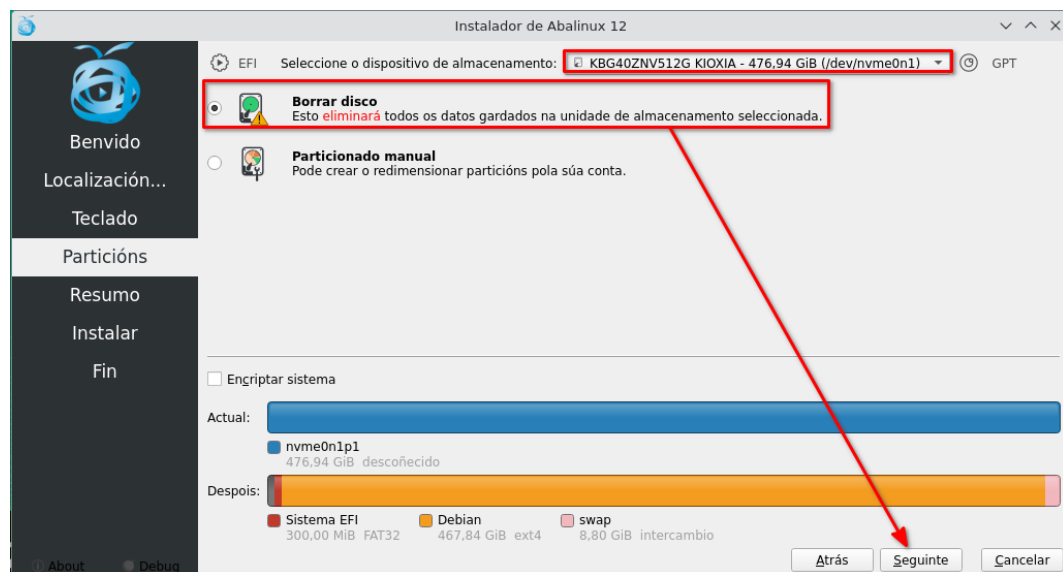 Instalador de Abalinux 12
EFI Seleccione o dispositivo de almacenamento: KBG40ZNV512G KIOXIA - 476,94 GiB (/dev/nvme0n1) GPT
Borrar disco
Esto eliminará todos os datos gardados na unidade de almacenamento seleccionada.
Particionado manual
Pode crear o redimensionar particións pola súa conta.
Benvido
Localización...
Teclado
Particións
Resumo
Instalar
Fin
Encriptar sistema
Actual:
nvme0n1p1
476,94 GiB descoñecido
Despois:
Sistema EFI Debian swap
300,00 MiB FAT32 467,84 GiB ext4 8,80 GiB intercambio
About Debug
Atrás Seguinte Cancelar